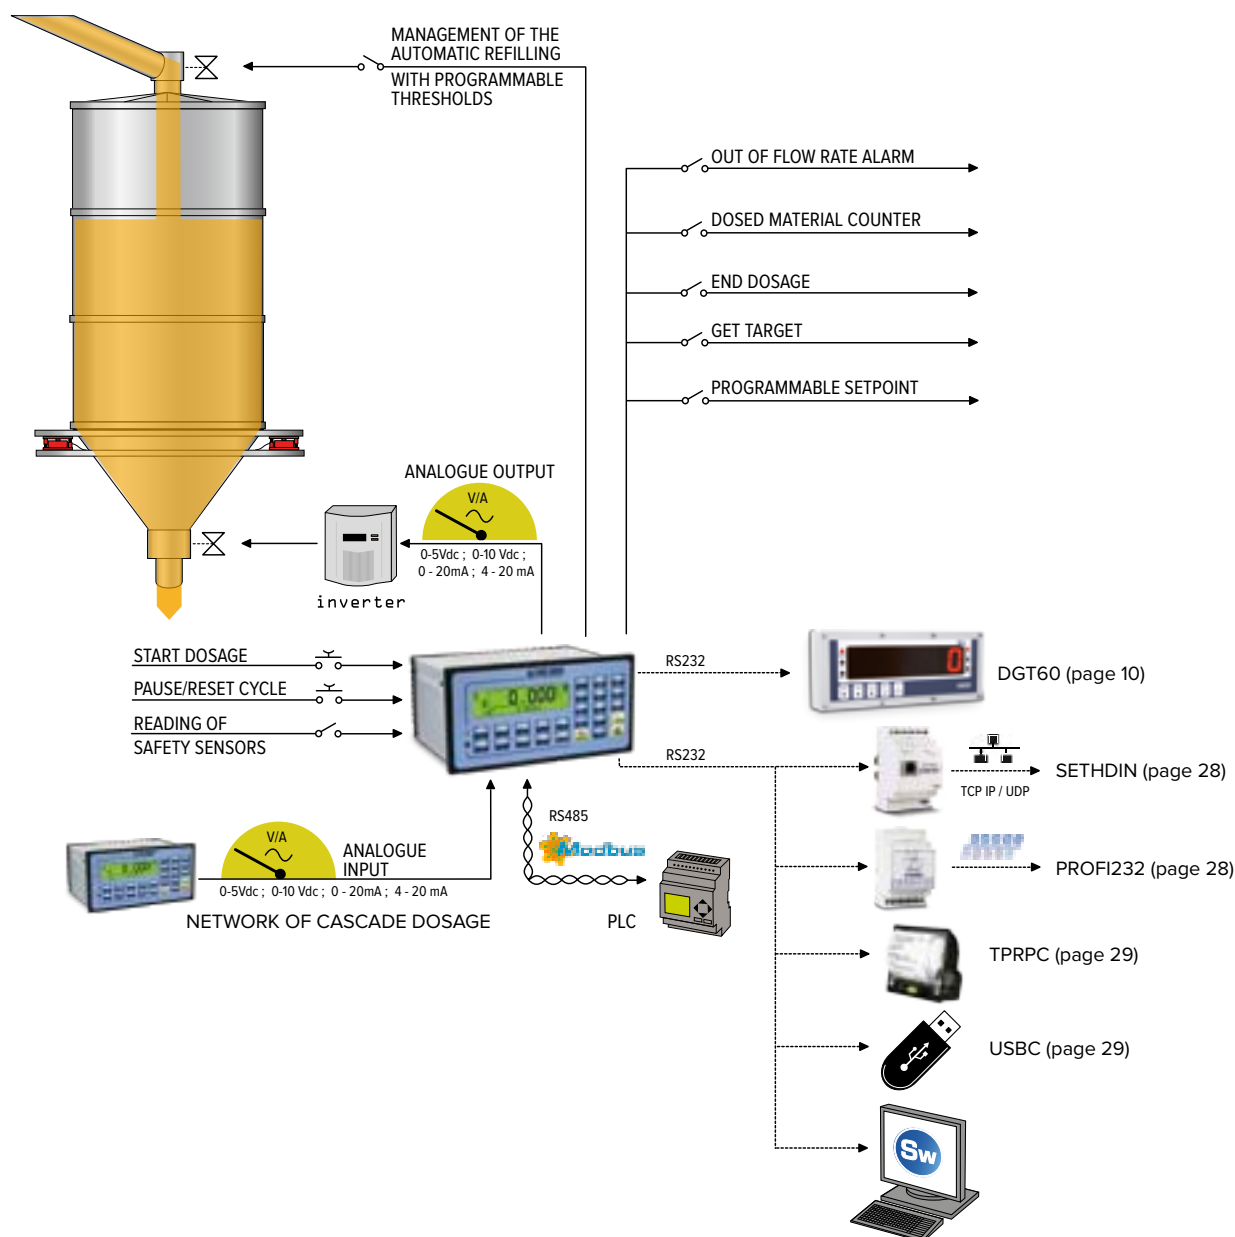 MANAGEMENT OF THE
AUTOMATIC REFILLING
WITH PROGRAMMABLE
THRESHOLDS
OUT OF FLOW RATE ALARM
DOSED MATERIAL COUNTER
END DOSAGE
GET TARGET
PROGRAMMABLE SETPOINT
ANALOGUE OUTPUT
V/A
0-5Vdc ; 0-10 Vdc ;
0 - 20mA ; 4 - 20 mA
inverter
START DOSAGE
PAUSE/RESET CYCLE
READING OF
SAFETY SENSORS
0.000
RS232
0
DGT60 (page 10)
RS232
TCP IP / UDP
SETHDIN (page 28)
RS485
Modbus
V/A
ANALOGUE
INPUT
0-5Vdc ; 0-10 Vdc ; 0 - 20mA ; 4 - 20 mA
NETWORK OF CASCADE DOSAGE
PLC
PROFI232 (page 28)
TPRPC (page 29)
USBC (page 29)
Sw